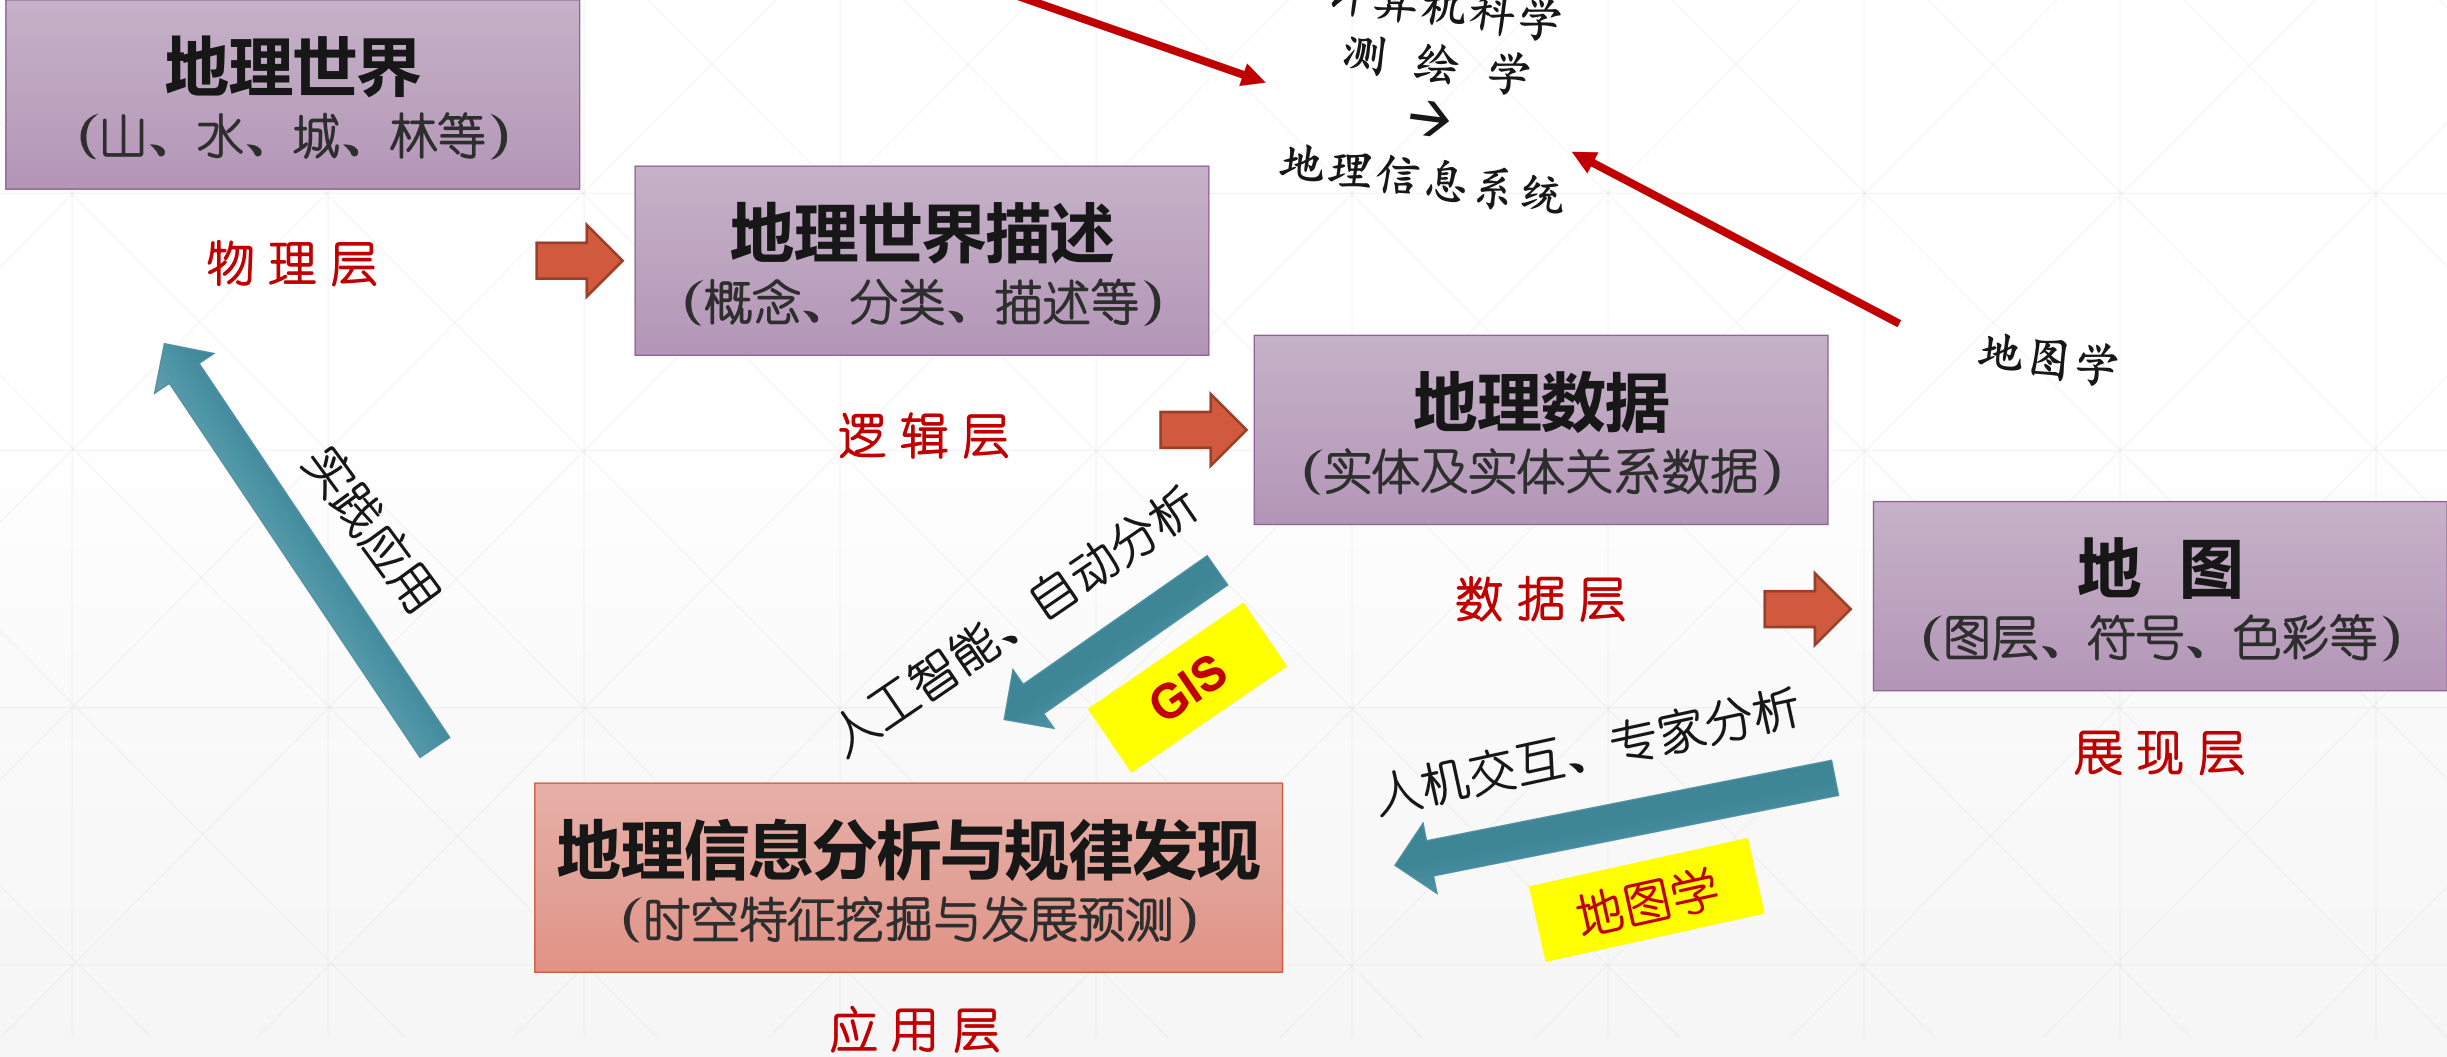 计算机科学
测 绘 学
→
地理信息系统
地图学
地理世界
(山、水、城、林等)
物理层
地理世界描述
(概念、分类、描述等)
逻辑层
地理数据
(实体及实体关系数据)
数据层
地 图
(图层、符号、色彩等)
展现层
实践应用
人工智能、自动分析
GIS
人机交互、专家分析
地图学
地理信息分析与规律发现
(时空特征挖掘与发展预测)
应用层